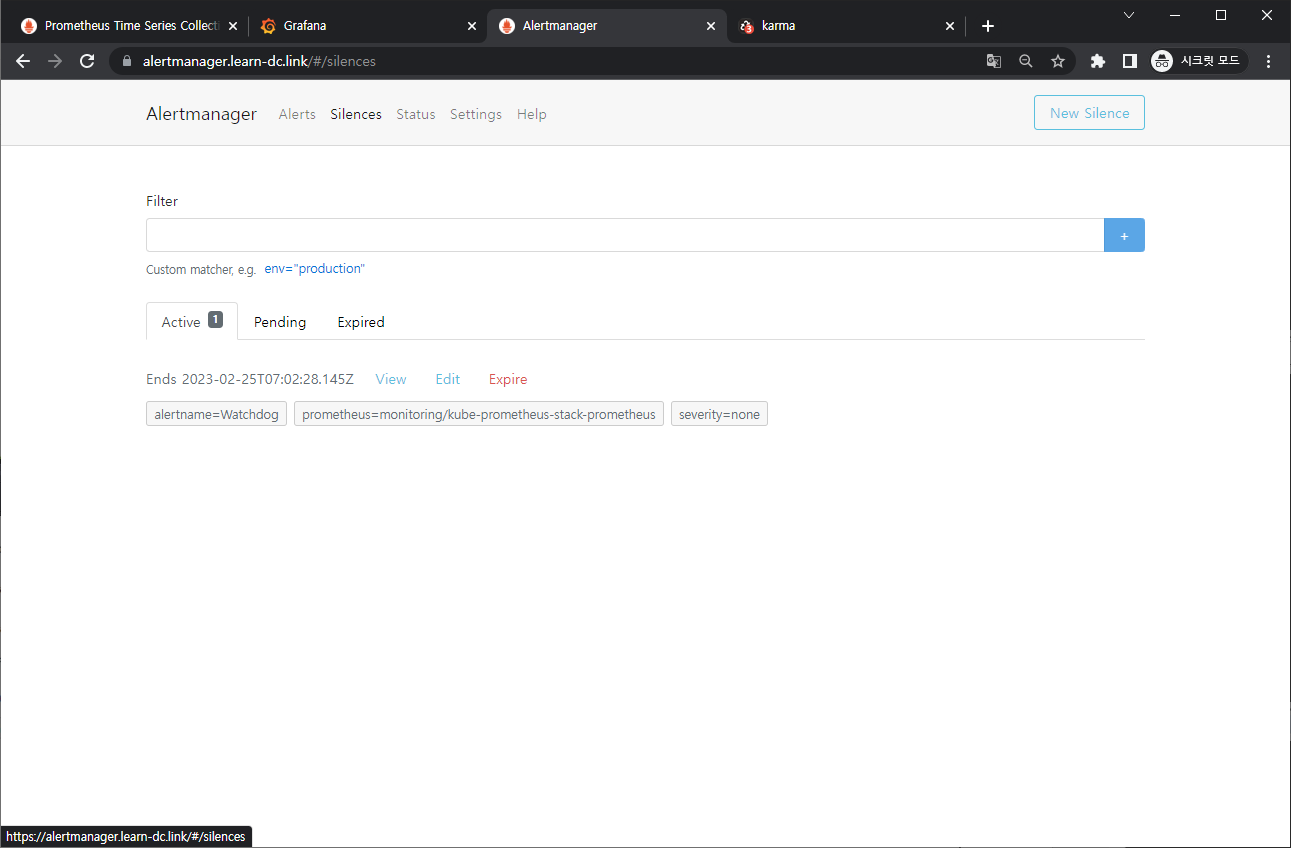 Prometheus Time Series Collecti Grafana Alertmanager karma
alertmanager.learn-dc.link/#/silences 시크릿 모드
Alertmanager Alerts Silences Status Settings Help New Silence
Filter
+
Custom matcher, e.g. env="production"
Active 1 Pending Expired
Ends 2023-02-25T07:02:28.145Z View Edit Expire
alertname=Watchdog prometheus=monitoring/kube-prometheus-stack-prometheus severity=none
https://alertmanager.learn-dc.link/#/silences